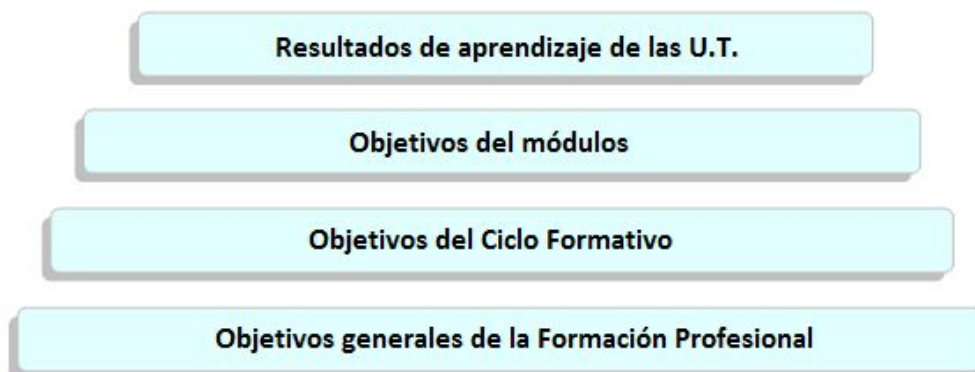 Resultados de aprendizaje de las U.T.
Objetivos del módulos
Objetivos del Ciclo Formativo
Objetivos generales de la Formación Profesional